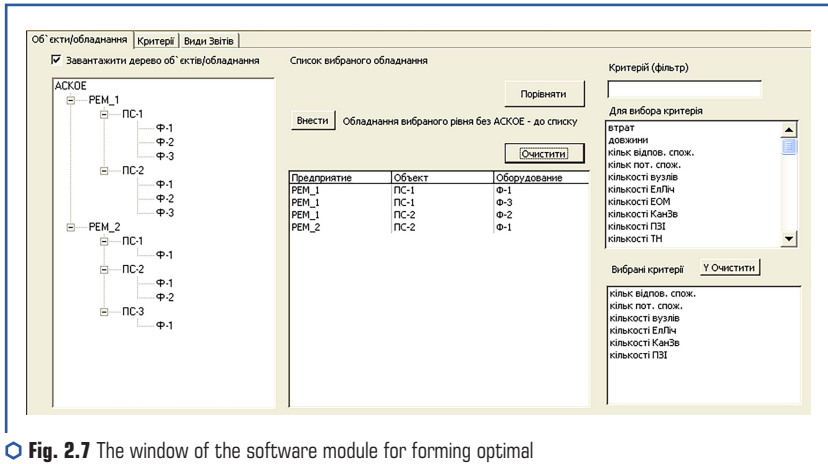 Об`єкти/обладнання Критерії Види Звітів
Завантажити дерево об`єктів/обладнання
АСКОЕ
РЕМ_1
ПС-1
Ф-1
Ф-2
Ф-3
ПС-2
Ф-1
Ф-2
Ф-3
РЕМ_2
ПС-1
Ф-1
ПС-2
Ф-1
Ф-2
ПС-3
Ф-1
Список вибраного обладнання
Порівняти
Внести Обладнання вибраного рівня без АСКОЕ - до списку
Очистити
Предприятие Объект Оборудование
РЕМ_1 ПС-1 Ф-1
РЕМ_1 ПС-1 Ф-3
РЕМ_1 ПС-2 Ф-2
РЕМ_2 ПС-2 Ф-1
Критерій (фільтр)
Для вибора критерія
втрат
довжини
кільк відпов. спож.
кільк пот. спож.
кількості вузлів
кількості ЕлЛіч
кількості ЕОМ
кількості КанЗв
кількості ПЗІ
кількості ТН
Вибрані критерії Y Очистити
кільк відпов. спож.
кільк пот. спож.
кількості вузлів
кількості ЕлЛіч
кількості КанЗв
кількості ПЗІ
Fig. 2.7 The window of the software module for forming optimal